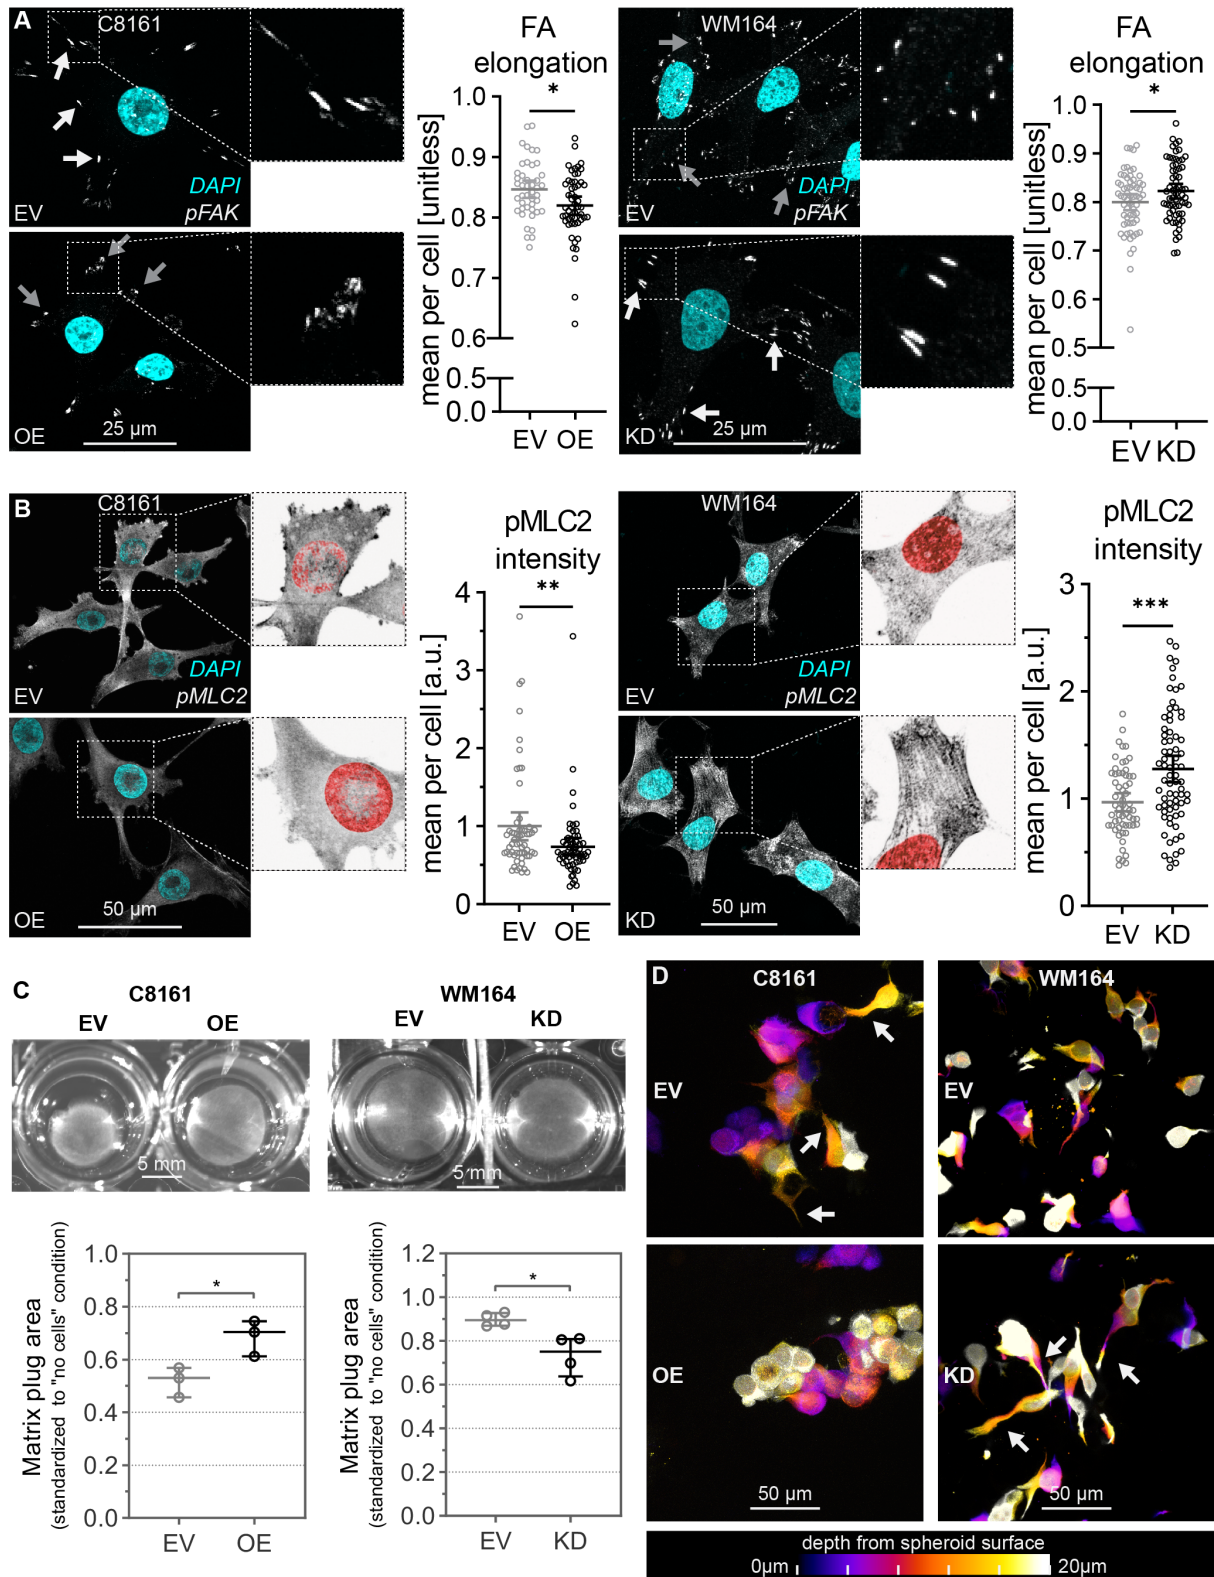 A
C8161
EV
DAPI
pFAK
OE
25 µm
FA
elongation
*
mean per cell [unitless]
1.0
0.9
0.8
0.7
0.6
0.5
0.0
EV OE
WM164
EV
DAPI
pFAK
KD
25 µm
FA
elongation
*
mean per cell [unitless]
1.0
0.9
0.8
0.7
0.6
0.5
0.5
0.0
EV KD
B
C8161
EV
DAPI
pMLC2
OE
50 µm
pMLC2
intensity
**
mean per cell [a.u.]
4
3
2
1
0
EV OE
WM164
EV
DAPI
pMLC2
KD
50 µm
pMLC2
intensity
***
mean per cell [a.u.]
3
2
1
0
EV KD
C
C8161
EV OE
5 mm
WM164
EV KD
5 mm
Matrix plug area
(standardized to "no cells" condition)
1.0
0.8
0.6
0.4
0.2
0.0
*
EV OE
Matrix plug area
(standardized to "no cells" condition)
1.2
1.0
0.8
0.6
0.4
0.2
0.0
*
EV KD
D
C8161
WM164
EV
EV
OE
50 µm
KD
50 µm
depth from spheroid surface
0µm
20µm